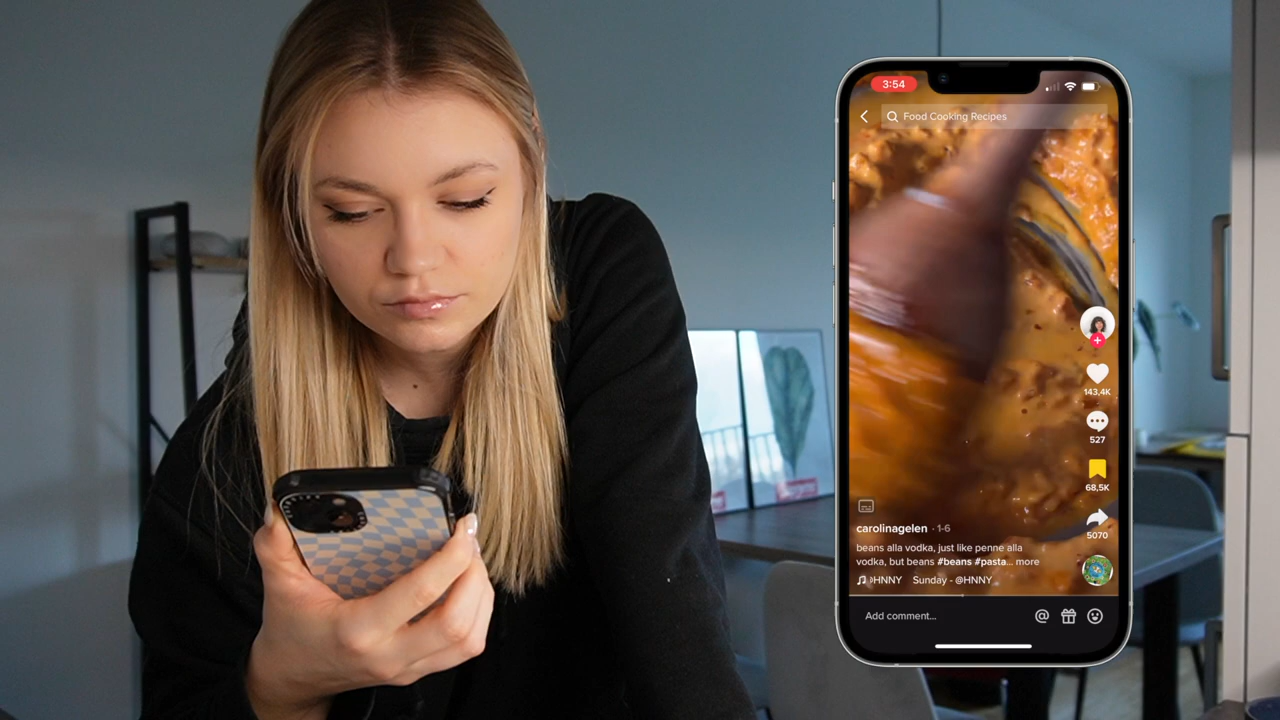 3:54
Food Cooking Recipes
143,4K
527
68,5K
5070
carolinagelen · 1-6
beans alla vodka, just like penne alla
vodka, but beans #beans #pasta... more
HNNY Sunday - @HNNY
Add comment...